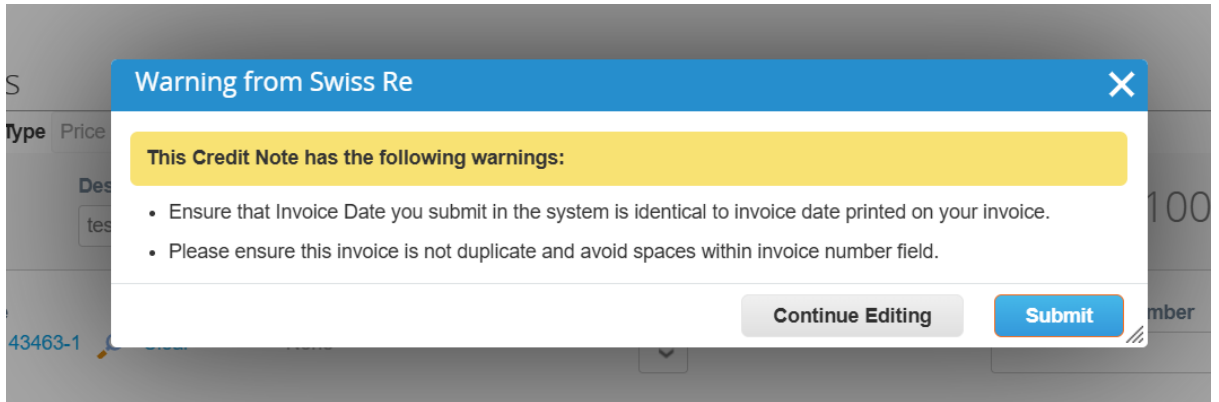 s
Warning from Swiss Re
Type Price
This Credit Note has the following warnings:
Des
tes
• Ensure that Invoice Date you submit in the system is identical to invoice date printed on your invoice.
100
• Please ensure this invoice is not duplicate and avoid spaces within invoice number field.
Continue Editing
Submit
mber
43463-1